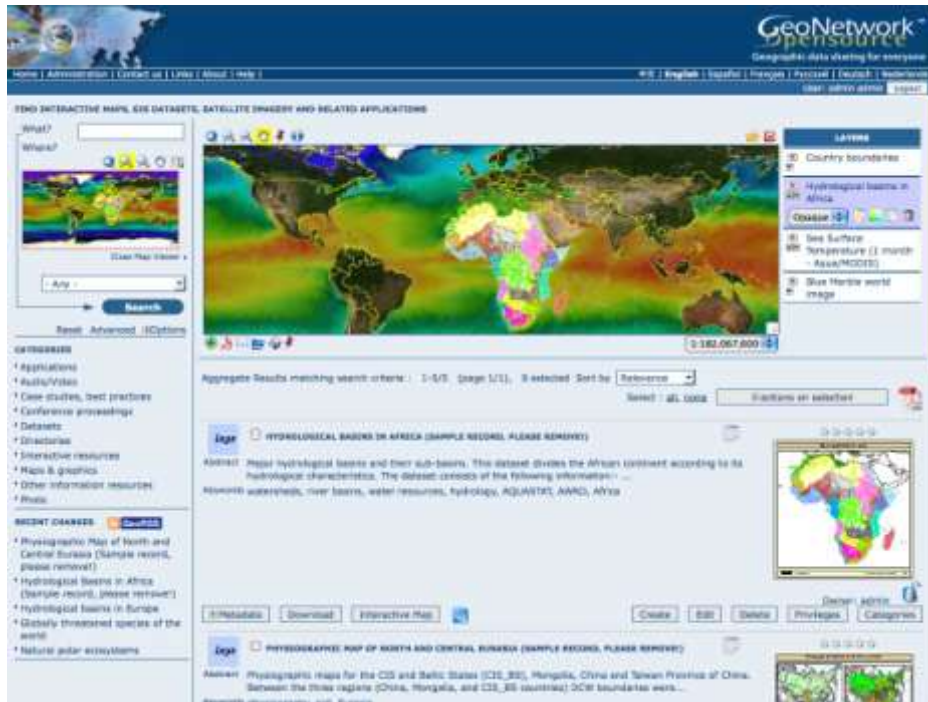 GeoNetwork
Opensource
Geographic data sharing for everyone
Home | Administration | Contact us | Links | About | Help |
中文 | English | Español | Français | Русский | Deutsch | Nederlands
User: admin admin Logout
FIND INTERACTIVE MAPS, GIS DATASETS, SATELLITE IMAGERY AND RELATED APPLICATIONS
What?
Where?
Map Viewer
- Any -
Search
Reset Advanced Options
CATEGORIES
Applications
Audio/Video
Case studies, best practices
Conference proceedings
Datasets
Directories
Interactive resources
Maps & graphics
Other information resources
Photo
RECENT CHANGES GeoRSS
Physiographic Map of North and
Central Eurasia (Sample record,
please remove!)
Hydrological Basins in Africa
(Sample record, please remove!)
Hydrological basins in Europe
Globally threatened species of the
world
Natural polar ecosystems
1:182,067,600
LAYERS
Country boundaries
Hydrological basins in
Africa
Opaque
Sea Surface
Temperature (1 month
- Aqua/MODIS)
Blue Marble world
image
Aggregate Results matching search criteria : 1-5/5 (page 1/1), 0 selected Sort by Relevance
Select : all, none actions on selection
HYDROLOGICAL BASINS IN AFRICA (SAMPLE RECORD, PLEASE REMOVE!)
Abstract Major hydrological basins and their sub-basins. This dataset divides the African continent according to its
hydrological characteristics. The dataset consists of the following information:- ...
Keywords watersheds, river basins, water resources, hydrology, AQUASTAT, AWRD, Africa
Owner: admin
Metadata Download Interactive Map Create Edit Delete Privileges Categories
PHYSIOGRAPHIC MAP OF NORTH AND CENTRAL EURASIA (SAMPLE RECORD, PLEASE REMOVE!)
Abstract Physiographic maps for the CIS and Baltic States (CIS_BS), Mongolia, China and Taiwan Province of China.
Between the three regions (China, Mongolia, and CIS_BS countries) DCW boundaries were...